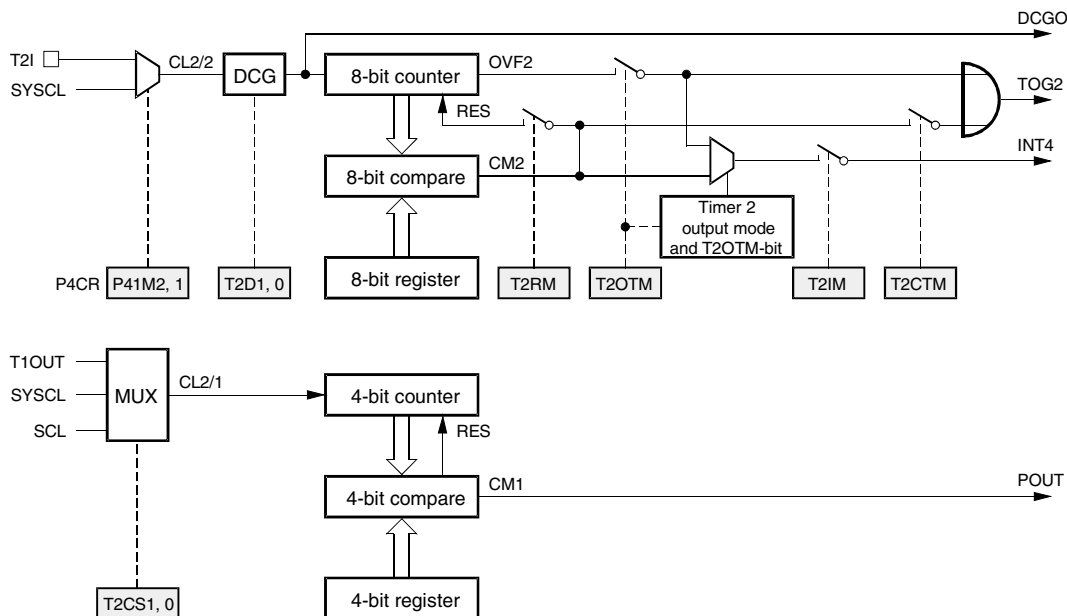 DCGO
T2I
CL2/2
DCG
8-bit counter
OVF2
TOG2
SYSCL
RES
INT4
8-bit compare
CM2
Timer 2
output mode
and T2OTM-bit
8-bit register
P4CR
P41M2, 1
T2D1, 0
T2RM
T2OTM
T2IM
T2CTM
T1OUT
SYSCL
SCL
MUX
CL2/1
4-bit counter
RES
4-bit compare
CM1
POUT
T2CS1, 0
4-bit register